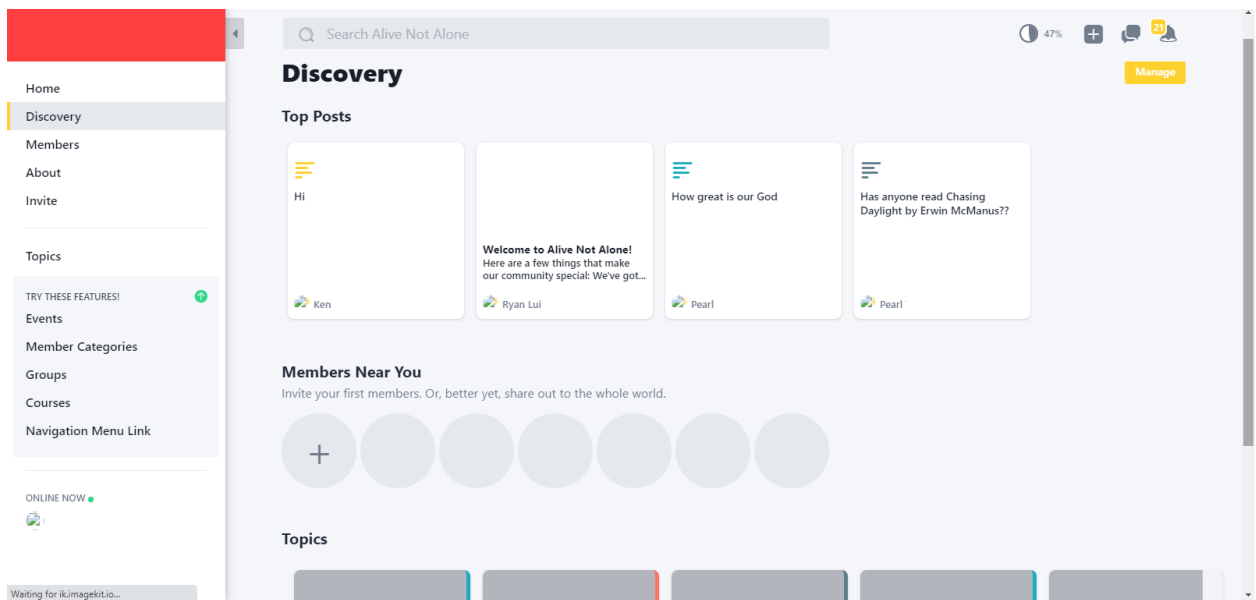 Search Alive Not Alone
47%
21
Home
Discovery
Members
About
Invite
Topics
TRY THESE FEATURES!
Events
Member Categories
Groups
Courses
Navigation Menu Link
ONLINE NOW
Waiting for ik.imagekit.io...
Discovery
Manage
Top Posts
Hi
Ken
Welcome to Alive Not Alone!
Here are a few things that make
our community special: We've got...
Ryan Lui
How great is our God
Pearl
Has anyone read Chasing
Daylight by Erwin McManus??
Pearl
Members Near You
Invite your first members. Or, better yet, share out to the whole world.
Topics